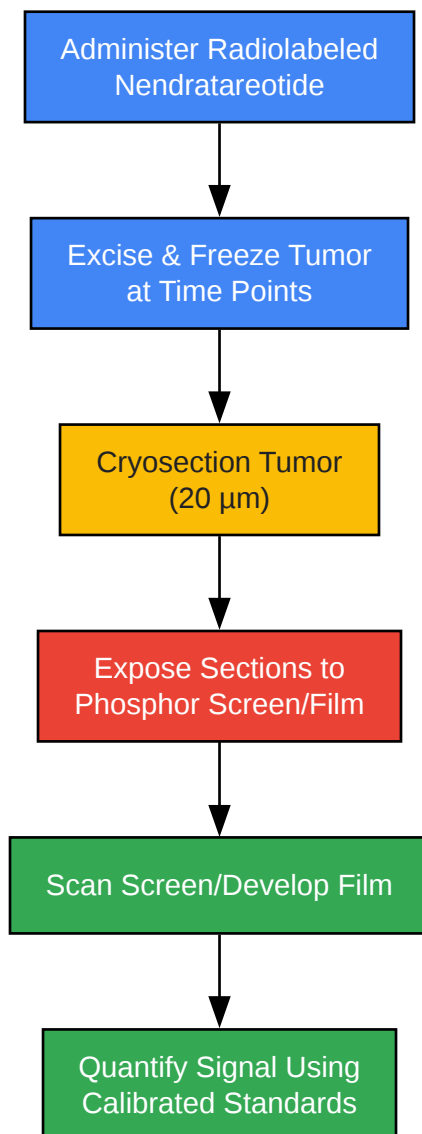 Administer Radiolabeled
Nendratareotide
Excise & Freeze Tumor
at Time Points
Cryosection Tumor
(20 µm)
Expose Sections to
Phosphor Screen/Film
Scan Screen/Develop Film
Quantify Signal Using
Calibrated Standards